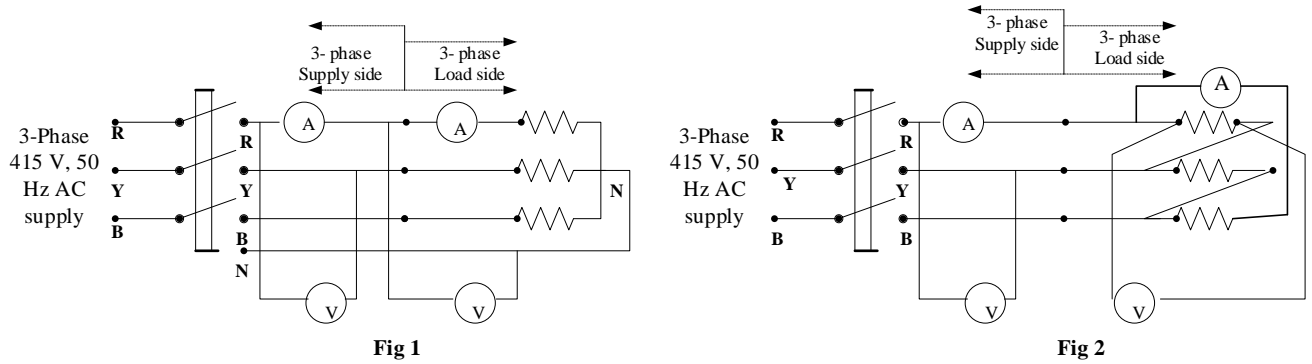 3- phase
Supply side
3- phase
Load side
3-Phase
415 V, 50
Hz AC
supply
R
Y
B
R
Y
B
N
A
A
N
V
V
Fig 1
3- phase
Supply side
3- phase
Load side
3-Phase
415 V, 50
Hz AC
supply
R
Y
B
R
Y
B
A
A
V
V
Fig 2